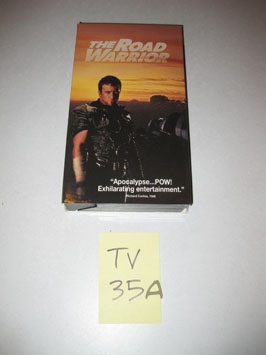 THE ROAD
WARRIOR
"Apocalypse...POW!
Exhilarating entertainment."
TV
35A